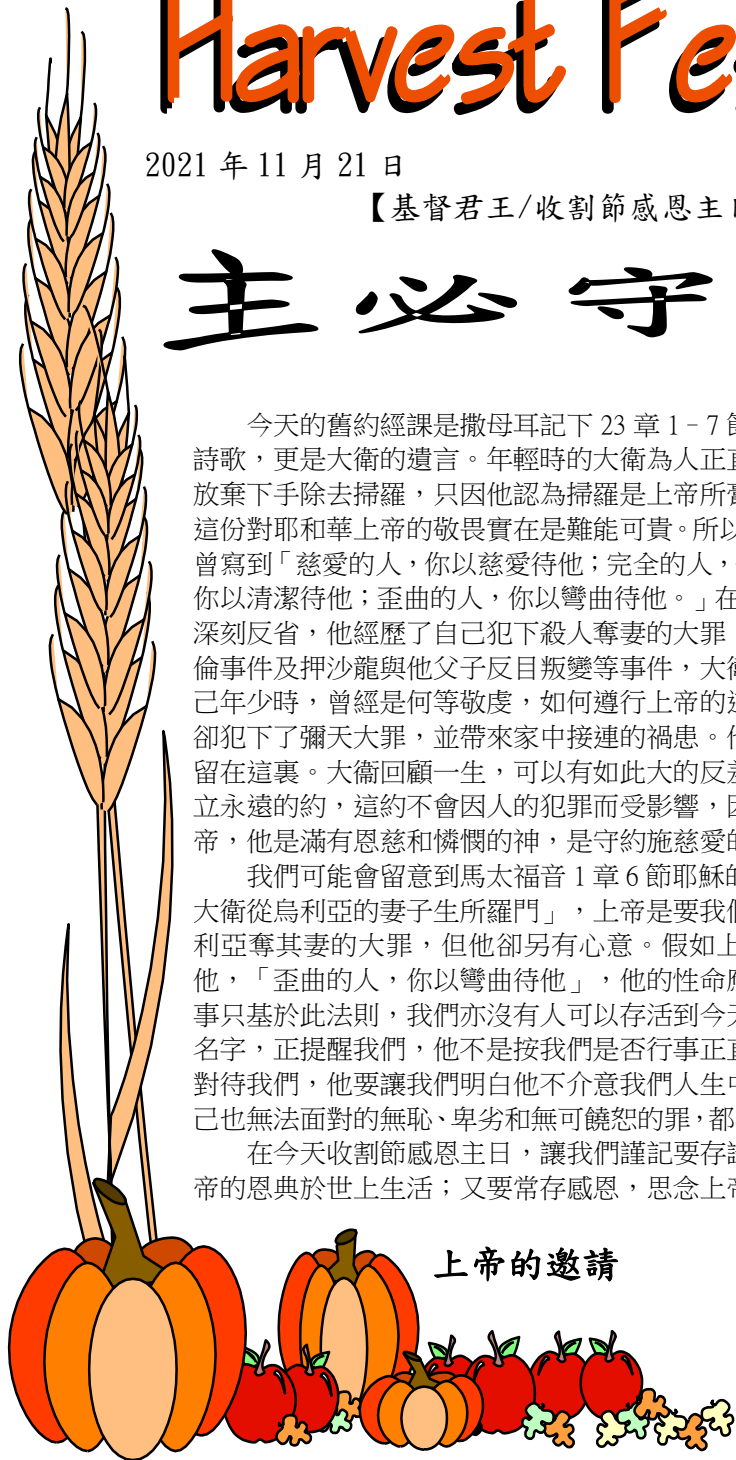 Harvest Fe
2021 年 11 月 21 日
【基督君王/收割節感恩主日
主必守
今天的舊約經課是撒母耳記下 23 章 1﹣7 節
詩歌，更是大衛的遺言。年輕時的大衛為人正直
放棄下手除去掃羅，只因他認為掃羅是上帝所膏
這份對耶和華上帝的敬畏實在是難能可貴。所以
曾寫到「慈愛的人，你以慈愛待他；完全的人，
你以清潔待他；歪曲的人，你以彎曲待他。」在
深刻反省，他經歷了自己犯下殺人奪妻的大罪
倫事件及押沙龍與他父子反目叛變等事件，大衛
己年少時，曾經是何等敬虔，如何遵行上帝的
卻犯下了彌天大罪，並帶來家中接連的禍患。
留在這裏。大衞回顧一生，可以有如此大的反差
立永遠的約，這約不會因人的犯罪而受影響，因
帝，他是滿有恩慈和憐憫的神，是守約施慈愛的
我們可能會留意到馬太福音 1 章 6 節耶穌的
大衛從烏利亞的妻子生所羅門」，上帝是要我們
利亞奪其妻的大罪，但他卻另有心意。假如上
他，「歪曲的人，你以彎曲待他」，他的性命應
事只基於此法則，我們亦沒有人可以存活到今天
名字，正提醒我們，他不是按我們是否行事正直
對待我們，他要讓我們明白他不介意我們人生中
己也無法面對的無恥、卑劣和無可饒恕的罪，都
在今天收割節感恩主日，讓我們謹記要存
帝的恩典於世上生活；又要常存感恩，思念上帝
上帝的邀請